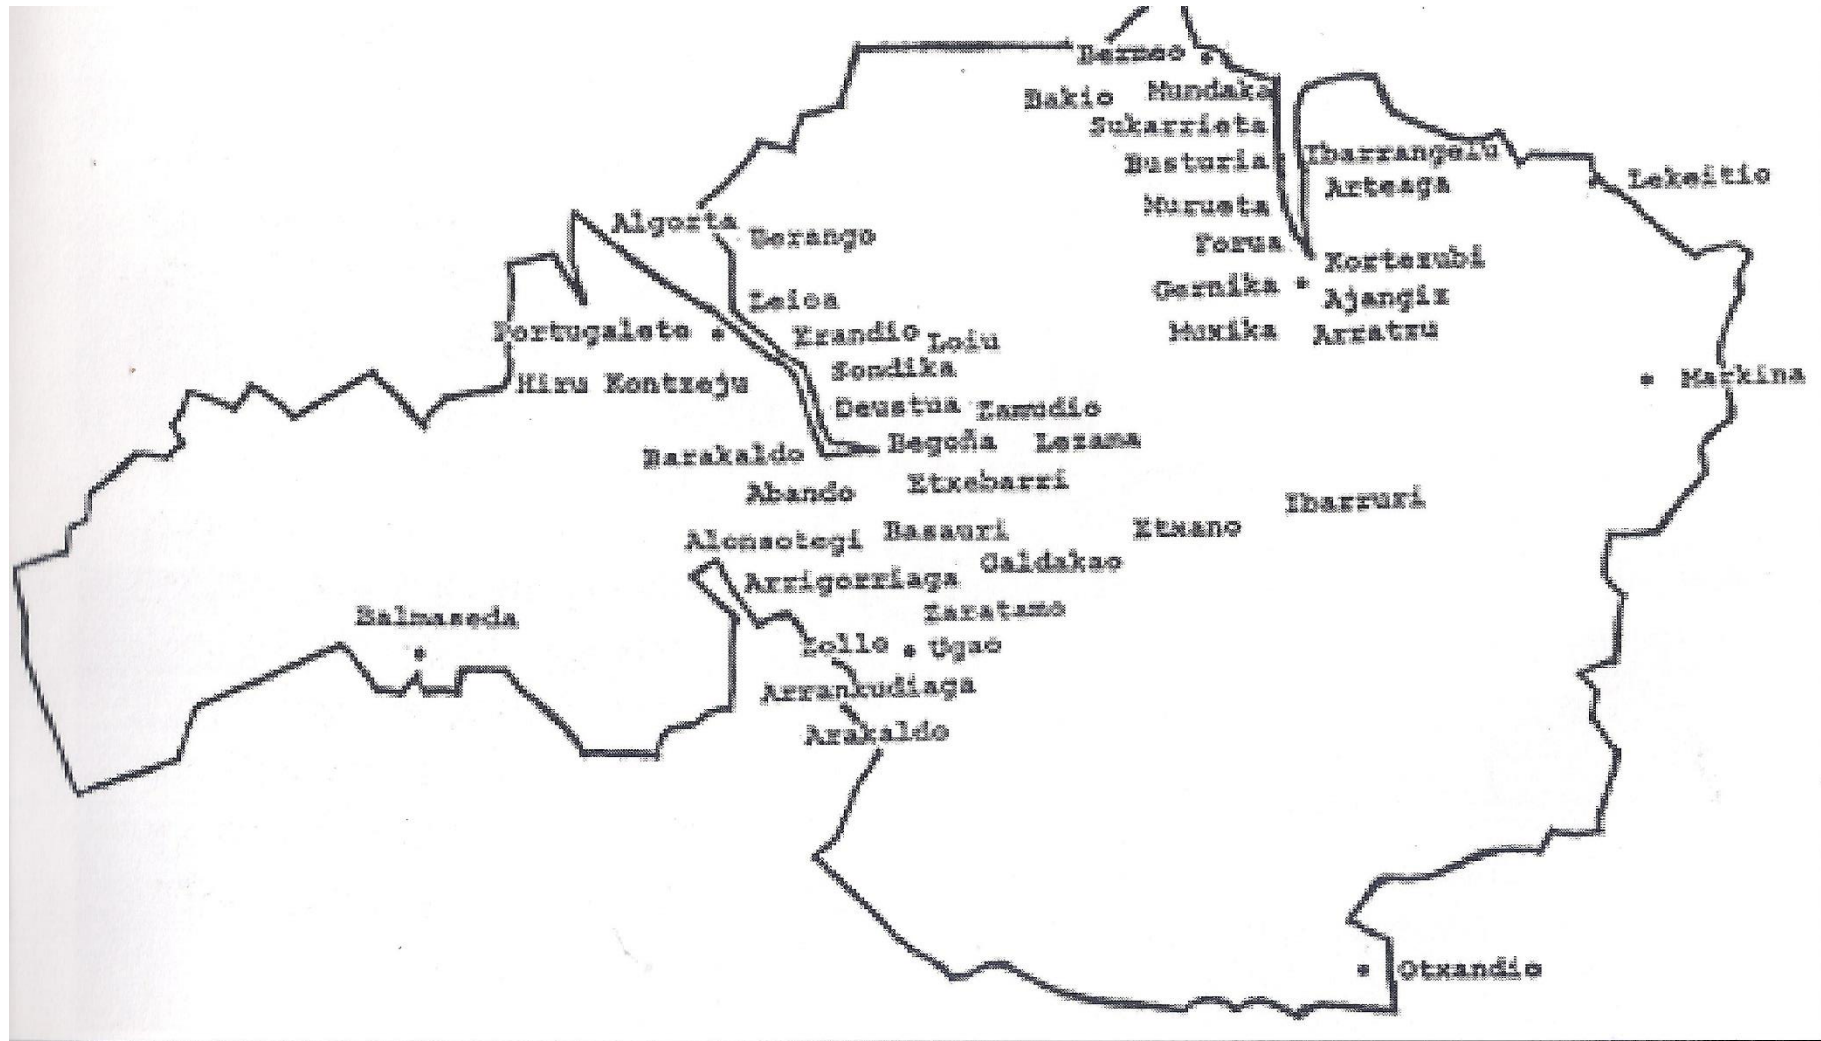 Bermeo
Bakio
Mundaka
Sukarrieta
Busturia
Ibarrangelu
Arteaga
Lekeitio
Murueta
Algorta
Berango
Forua
Kortezubi
Gernika
Ajangiz
Leioa
Portugalete
Erandio
Loiu
Muxika
Arratzu
Sondika
Hiru Kontzeju
Markina
Deustua
Zamudio
Begoña
Lezama
Barakaldo
Etxebarri
Abando
Ibarruri
Basauri
Etxano
Alonsotegi
Galdakao
Arrigorriaga
Zaratamo
Balmaseda
Zollo
Ugao
Arrankudiaga
Arakaldo
Otxandio